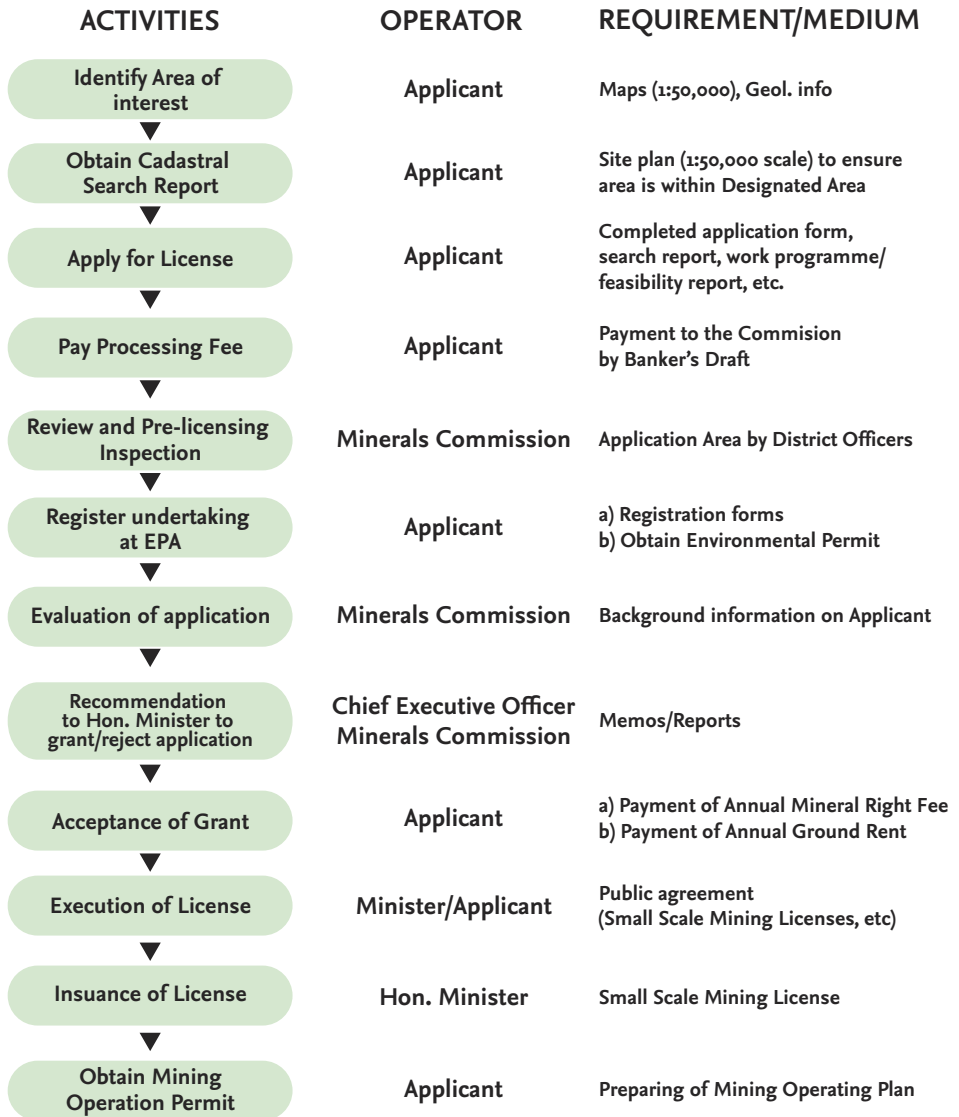 ACTIVITIES OPERATOR REQUIREMENT/MEDIUM
Identify Area of
interest
Applicant
Maps (1:50,000), Geol. info
Obtain Cadastral
Search Report
Applicant
Site plan (1:50,000 scale) to ensure
area is within Designated Area
Apply for License
Applicant
Completed application form,
search report, work programme/
feasibility report, etc.
Pay Processing Fee
Applicant
Payment to the Commision
by Banker's Draft
Review and Pre-licensing
Inspection
Minerals Commission
Application Area by District Officers
Register undertaking
at EPA
Applicant
a) Registration forms
b) Obtain Environmental Permit
Evaluation of application
Minerals Commission
Background information on Applicant
Recommendation
to Hon. Minister to
grant/reject application
Chief Executive Officer
Minerals Commission
Memos/Reports
Acceptance of Grant
Applicant
a) Payment of Annual Mineral Right Fee
b) Payment of Annual Ground Rent
Execution of License
Minister/Applicant
Public agreement
(Small Scale Mining Licenses, etc)
Insuance of License
Hon. Minister
Small Scale Mining License
Obtain Mining
Operation Permit
Applicant
Preparing of Mining Operating Plan